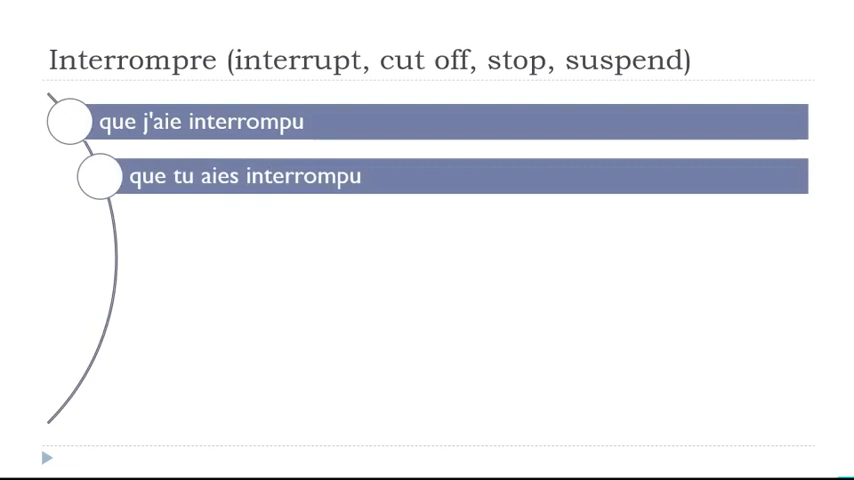 Interrompre (interrupt, cut off, stop, suspend)
que j'aie interrompu
que tu aies interrompu